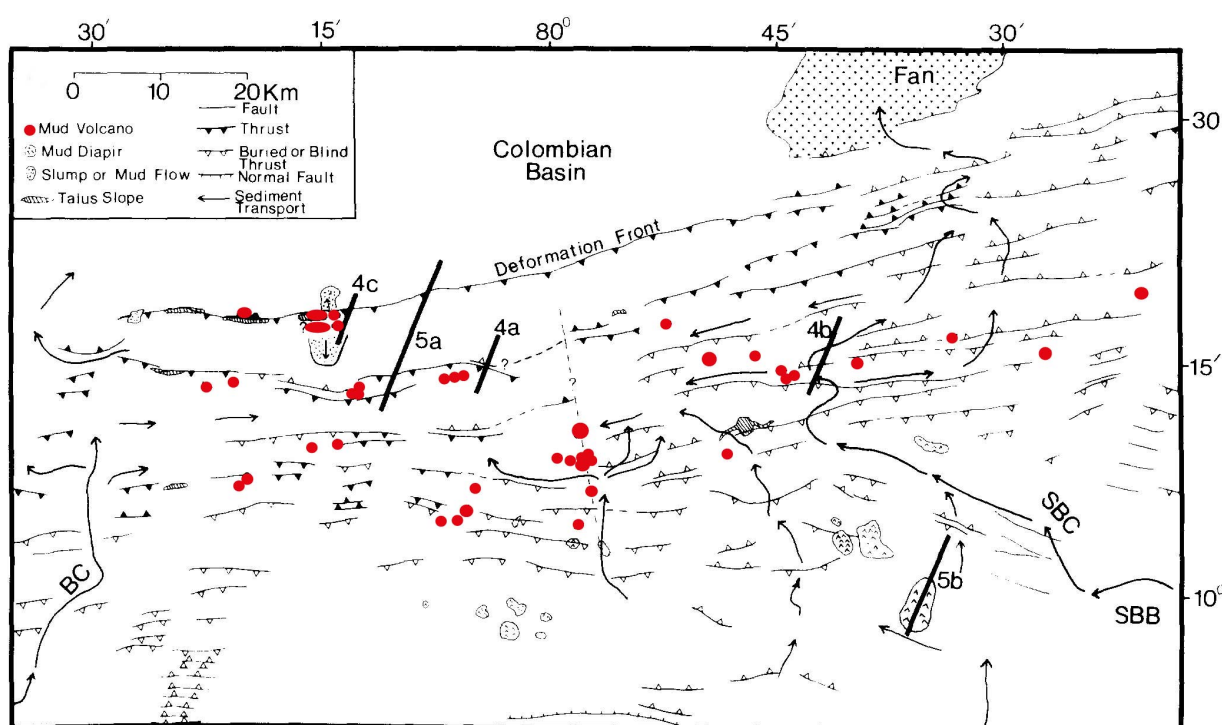 30′ 15′ 80⁰ 45′ 30′
0 10 20 Km
Fault
Mud Volcano
Thrust
Mud Diapir
Buried or Blind
Thrust
Slump or Mud Flow
Normal Fault
Talus Slope
Sediment
Transport
Colombian
Basin
Fan
30
Deformation Front
4c
5a
4a
?
?
4b
15′
?
SBC
BC
5b
10⁰
SBB